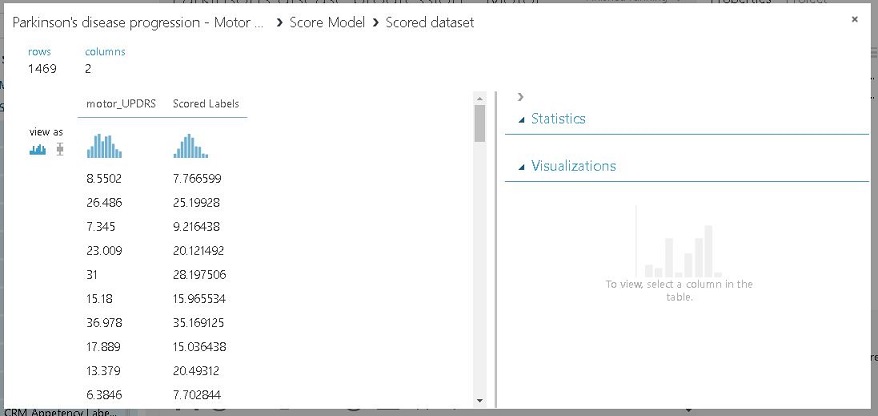 Parkinson's disease progression - Motor ... › Score Model › Scored dataset
rows columns
1469 2
motor_UPDRS Scored Labels
view as
8.5502 7.766599
26.486 25.19928
7.345 9.216438
23.009 20.121492
31 28.197506
15.18 15.965534
36.978 35.169125
17.889 15.036438
13.379 20.49312
6.3846 7.702844
Statistics
Visualizations
To view, select a column in the
table.
CRM Appetency Labe...